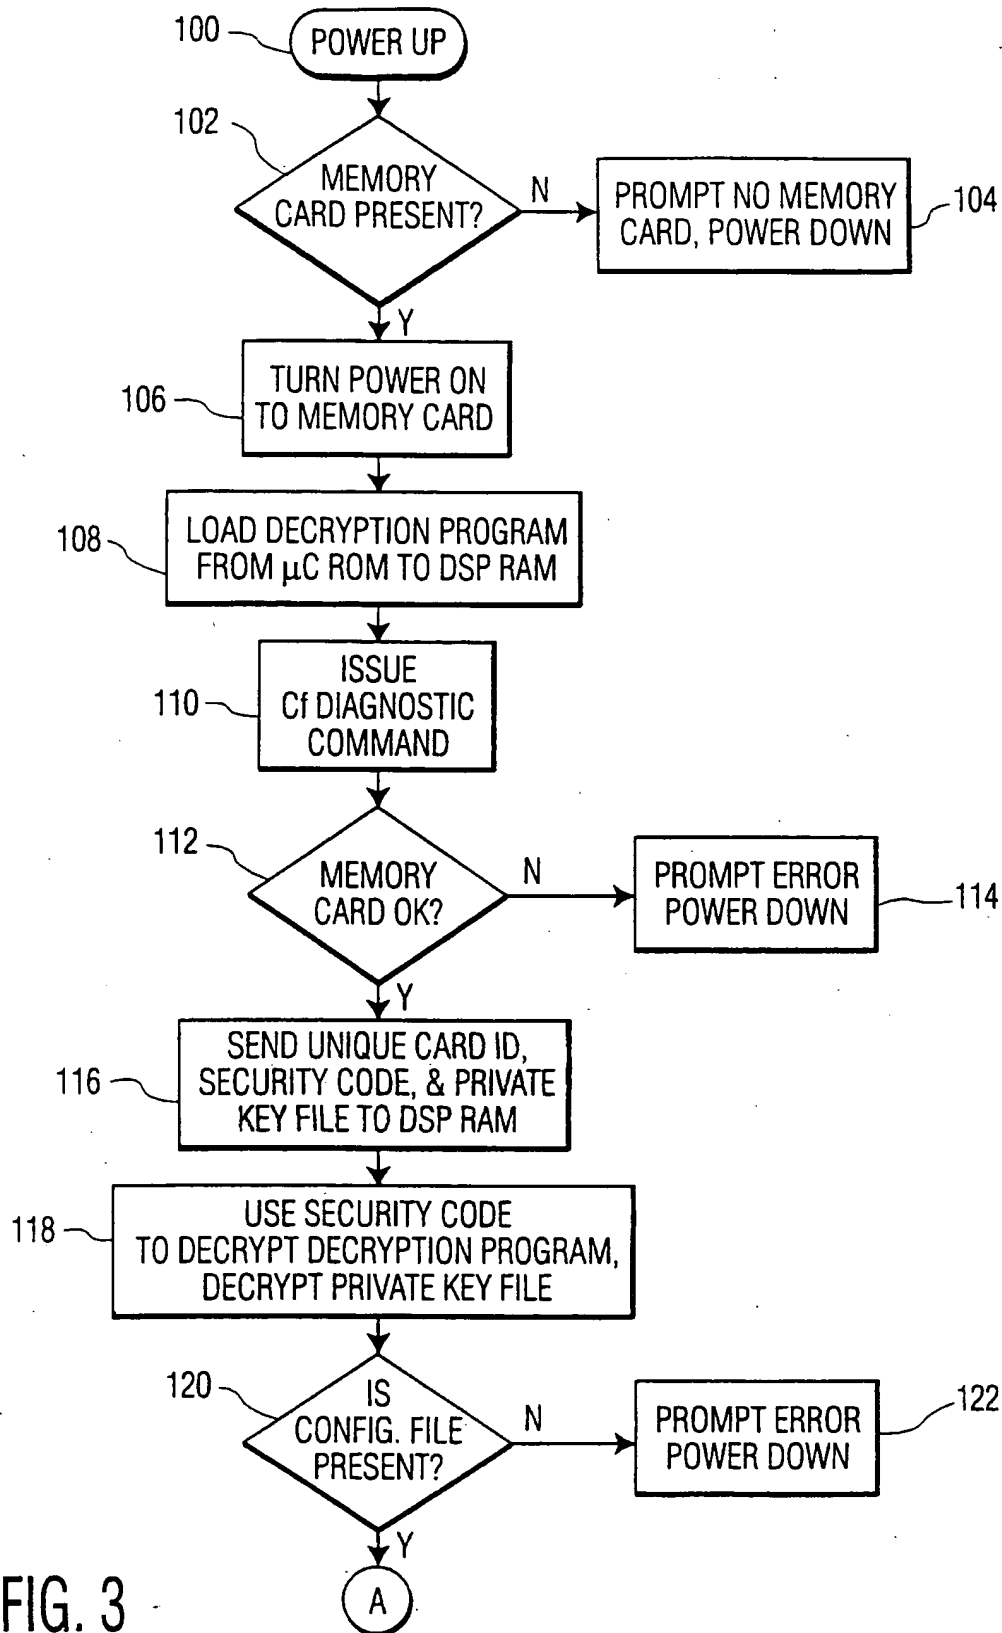 100
POWER UP
102
MEMORY
CARD PRESENT?
N
PROMPT NO MEMORY
CARD, POWER DOWN
104
Y
106
TURN POWER ON
TO MEMORY CARD
108
LOAD DECRYPTION PROGRAM
FROM µC ROM TO DSP RAM
110
ISSUE
Cf DIAGNOSTIC
COMMAND
112
MEMORY
CARD OK?
N
PROMPT ERROR
POWER DOWN
114
Y
116
SEND UNIQUE CARD ID,
SECURITY CODE, & PRIVATE
KEY FILE TO DSP RAM
118
USE SECURITY CODE
TO DECRYPT DECRYPTION PROGRAM,
DECRYPT PRIVATE KEY FILE
120
IS
CONFIG. FILE
PRESENT?
N
PROMPT ERROR
POWER DOWN
122
Y
A
FIG. 3